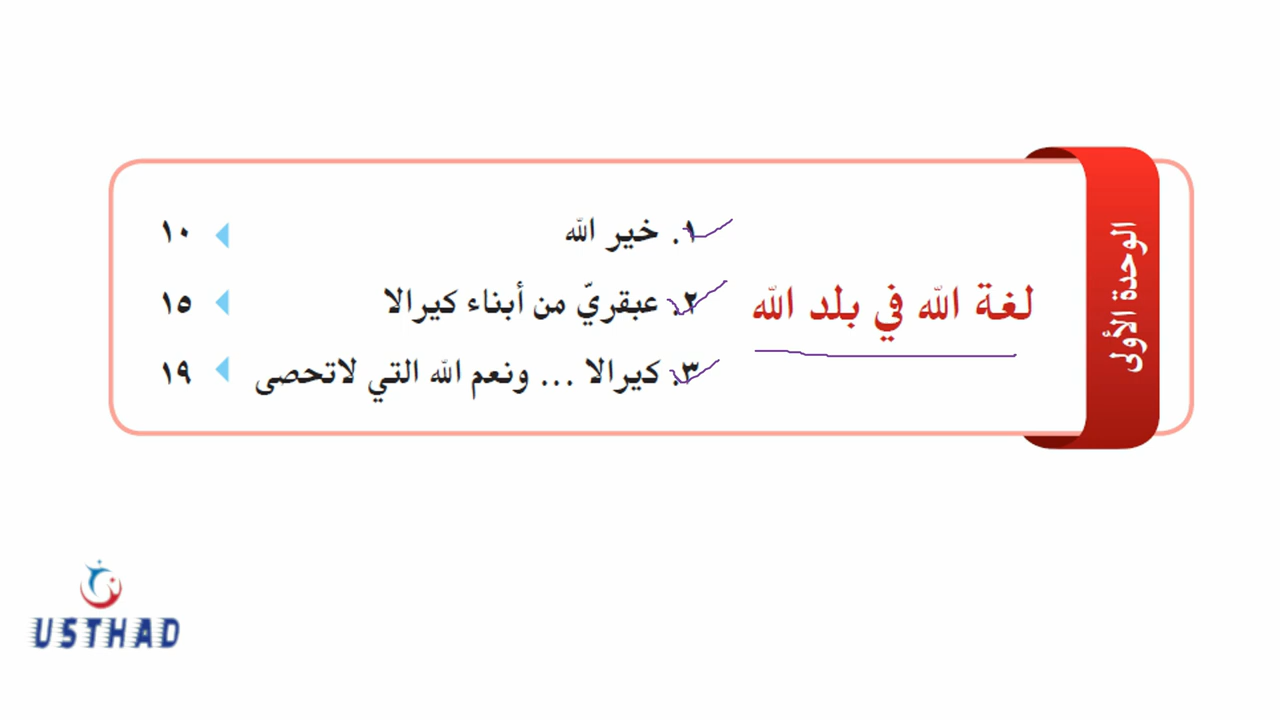 الوحدة الأولى
لغة الله في بلد الله
١. خير الله ١٠
٢. عبقريّ من أبناء كيرالا ١٥
٣. كيرالا ... ونعم الله التي لاتحصى ١٩
USTHAD